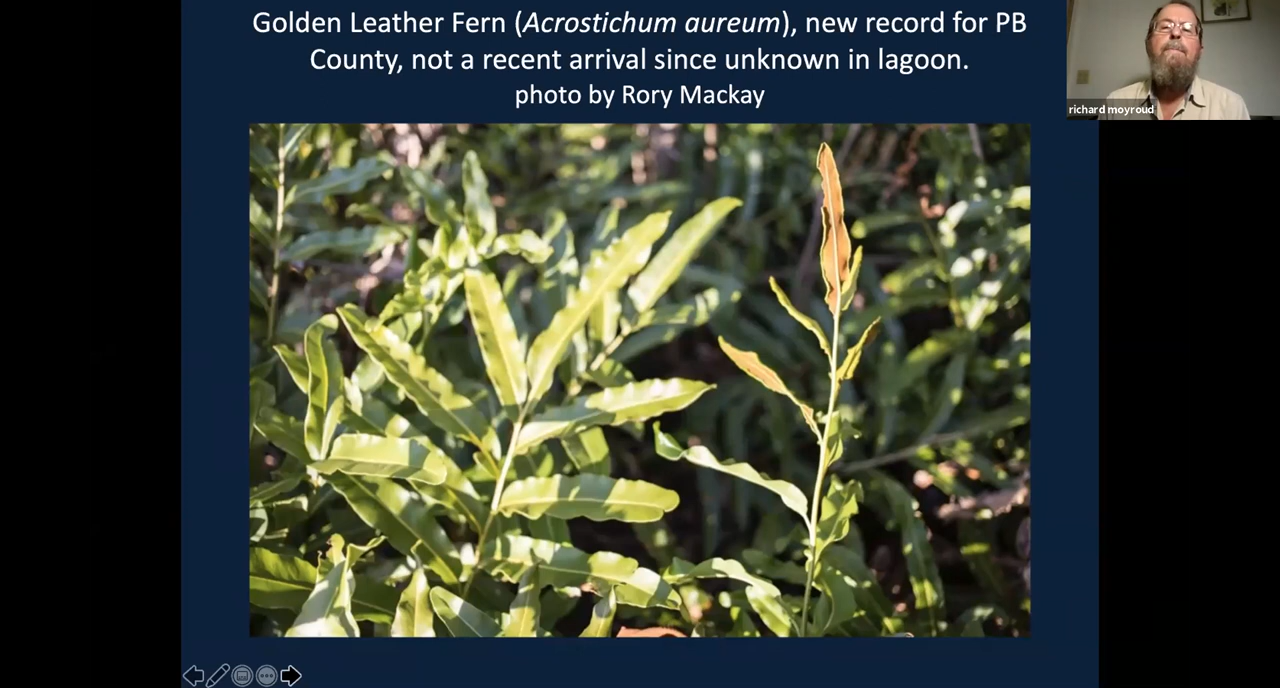 Golden Leather Fern (Acrostichum aureum), new record for PB
County, not a recent arrival since unknown in lagoon.
photo by Rory Mackay
richard moyroud